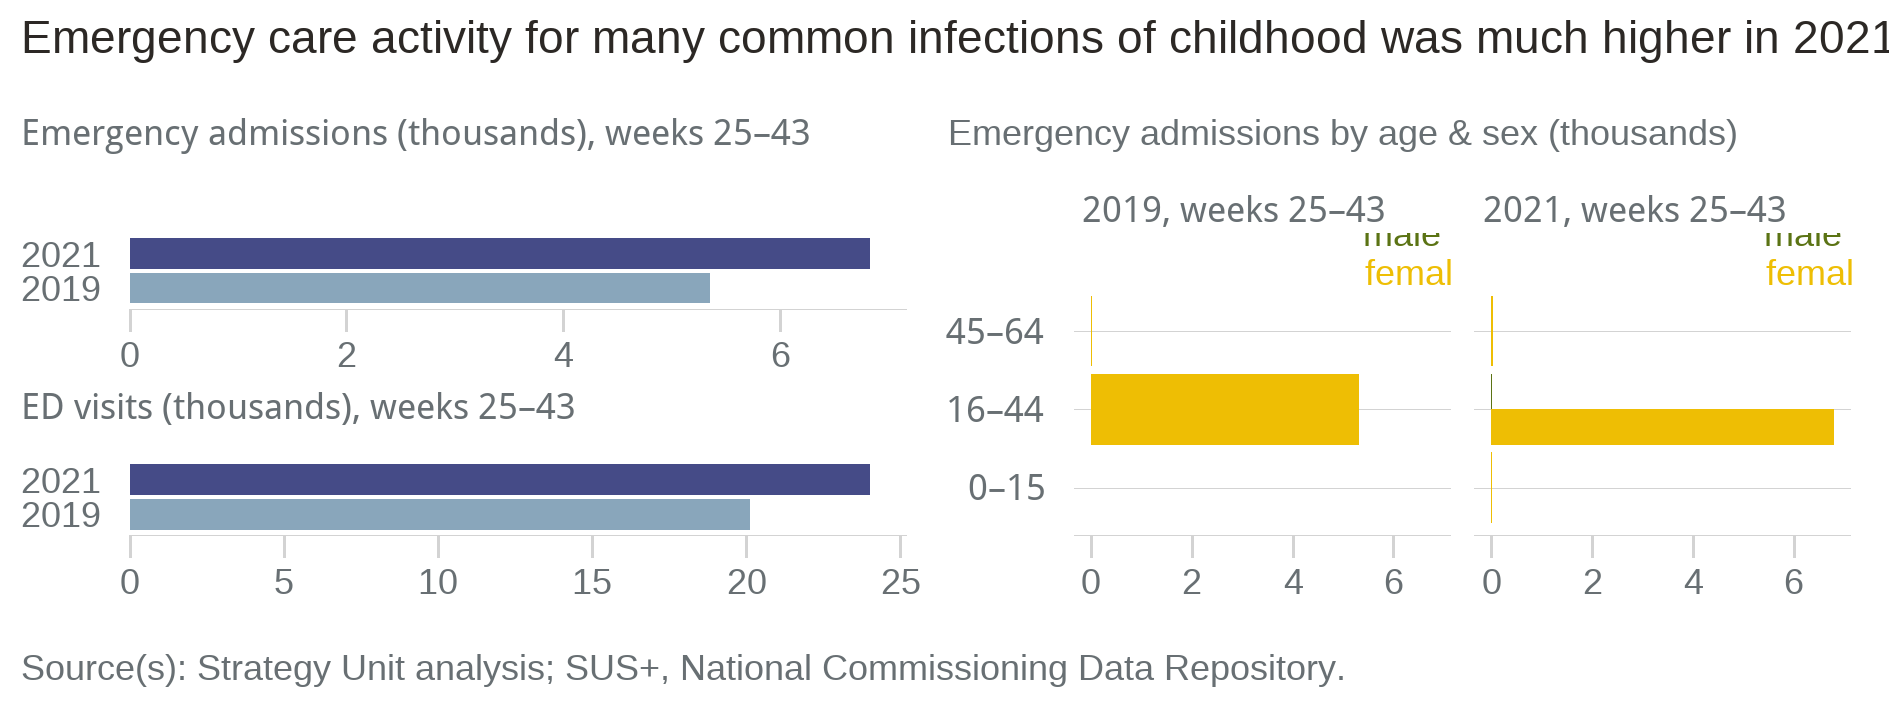 Emergency care activity for many common infections of childhood was much higher in 2021
Emergency admissions (thousands), weeks 25–43
2021
2019
0 2 4 6
ED visits (thousands), weeks 25–43
2021
2019
0 5 10 15 20 25
Emergency admissions by age & sex (thousands)
2019, weeks 25–43 2021, weeks 25–43
male male
femal femal
45–64
16–44
0–15
0 2 4 6 0 2 4 6
Source(s): Strategy Unit analysis; SUS+, National Commissioning Data Repository.